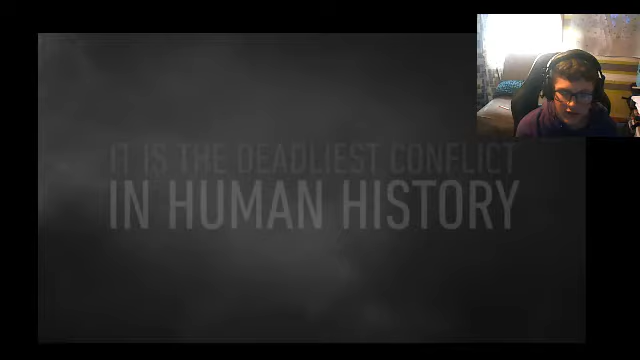 IT IS THE DEADLIEST CONFLICT
IN HUMAN HISTORY